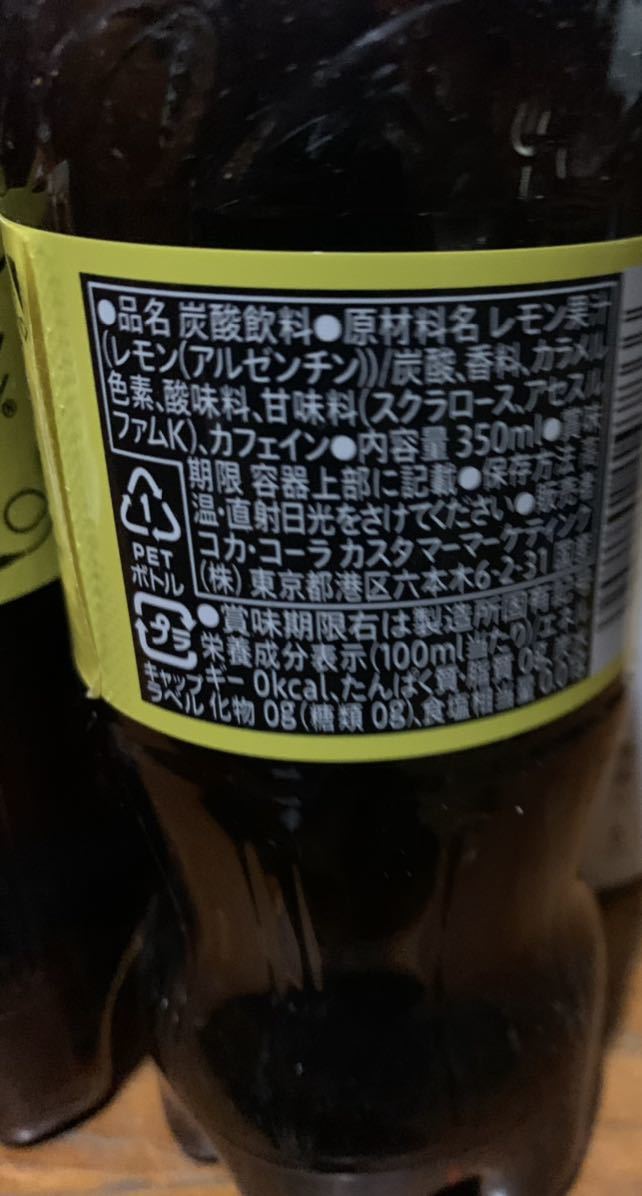 ●品名 炭酸飲料●原材料名 レモン果汁
(レモン(アルゼンチン))/炭酸、香料、カラメル
色素、酸味料、甘味料(スクラロース、アセスル
ファムK)、カフェイン●内容量 350ml●賞味
期限 容器上部に記載●保存方法
温・直射日光をさけてください●販売者
コカ・コーラ カスタマーマーケティング
(株) 東京都港区六本木6-2-31
1
PET
ボトル
●賞味期限右は製造所固有
栄養成分表示(100ml当たり)エネル
ギー 0kcal、たんぱく質・脂質 0g、炭水
化物 0g(糖類 0g)、食塩相当量
プラ
キャップ
ラベル
®